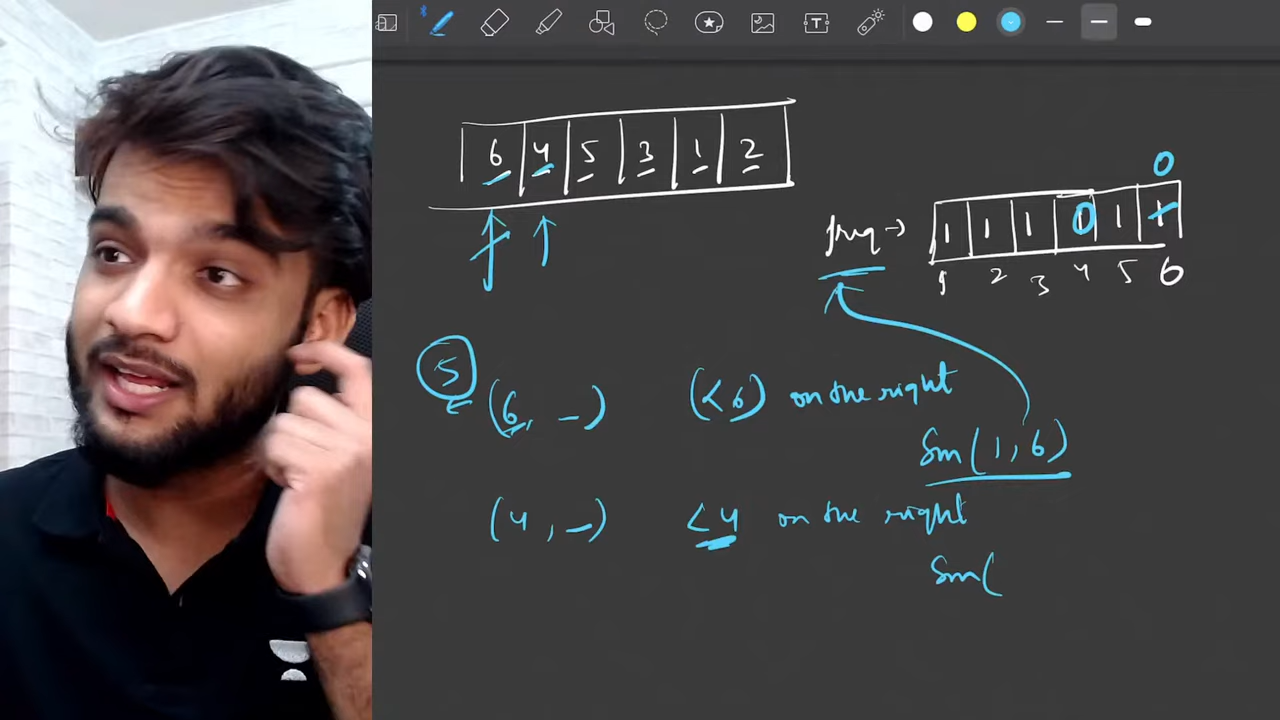 6 4 5 3 1 2
0
freq → 1 1 1 0 1 1
1 2 3 4 5 6
5
(6, _) (<6) on the right
Sm(1,6)
(4, _) <4 on the right
Sm(